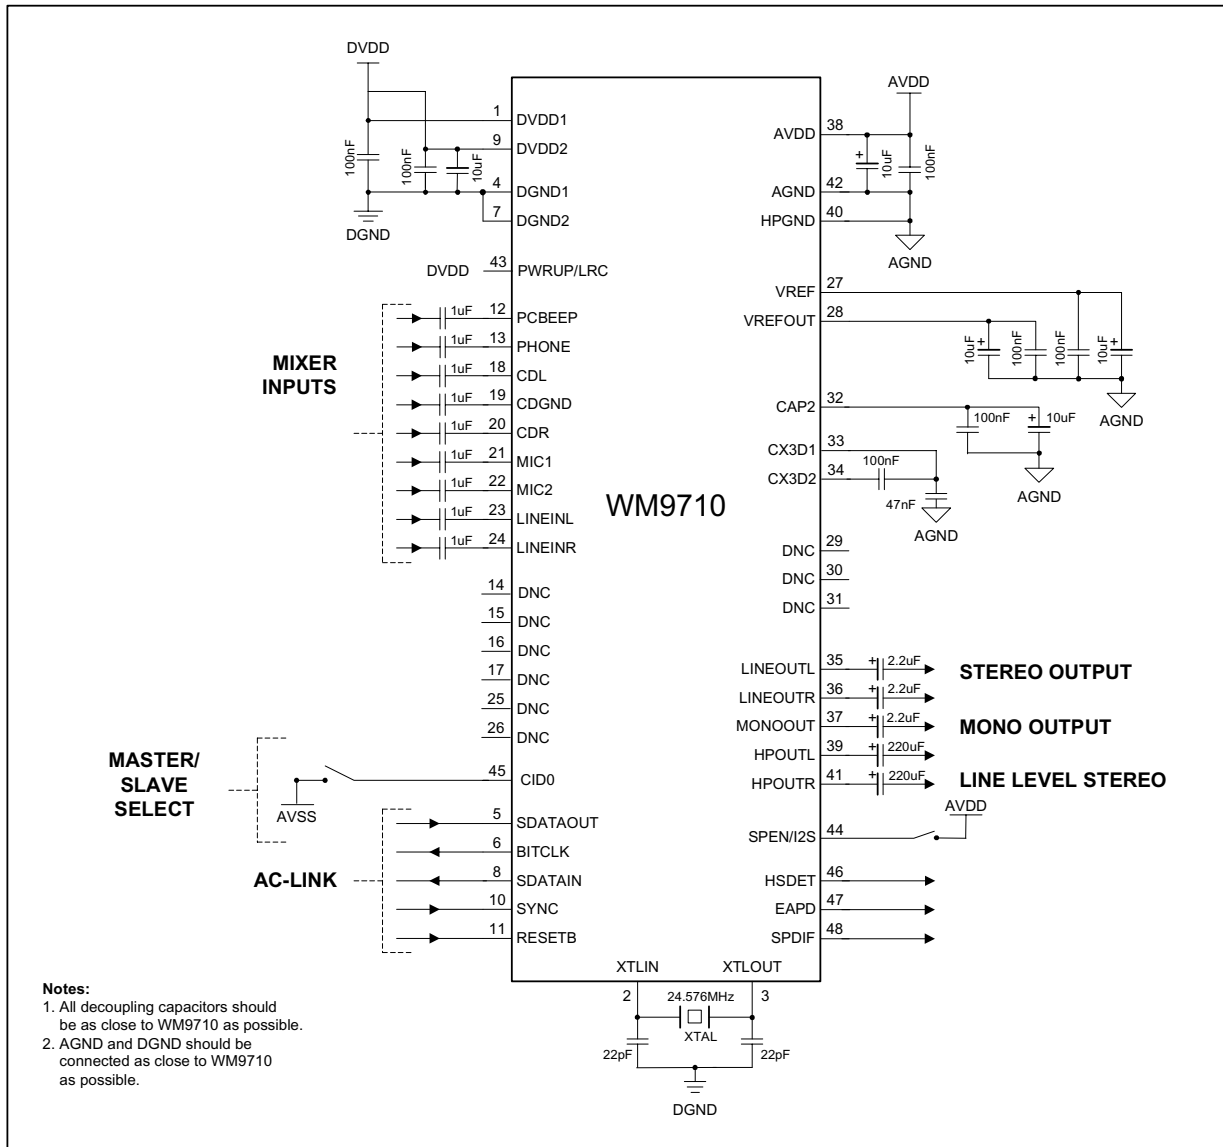 DVDD
1 DVDD1
9 DVDD2
100nF
100nF
10uF
4 DGND1
7 DGND2
DGND
DVDD 43 PWRUP/LRC
MIXER
INPUTS
1uF 12 PCBEEP
1uF 13 PHONE
1uF 18 CDL
1uF 19 CDGND
1uF 20 CDR
1uF 21 MIC1
1uF 22 MIC2
1uF 23 LINEINL
1uF 24 LINEINR
14 DNC
15 DNC
16 DNC
17 DNC
25 DNC
26 DNC
MASTER/
SLAVE
SELECT
AVSS
45 CID0
AC-LINK
5 SDATAOUT
6 BITCLK
8 SDATAIN
10 SYNC
11 RESETB
WM9710
AVDD
AVDD 38
+
10uF
100nF
AGND 42
HPGND 40
AGND
VREF 27
VREFOUT 28
10uF +
100nF
100nF
10uF +
AGND
CAP2 32
100nF
+ 10uF
AGND
CX3D1 33
CX3D2 34
100nF
47nF
AGND
DNC 29
DNC 30
DNC 31
LINEOUTL 35 + 2.2uF
STEREO OUTPUT
LINEOUTR 36 + 2.2uF
MONOOUT 37 + 2.2uF MONO OUTPUT
HPOUTL 39 + 220uF
HPOUTR 41 + 220uF LINE LEVEL STEREO
AVDD
SPEN/I2S 44
HSDET 46
EAPD 47
SPDIF 48
XTLIN XTLOUT
2 24.576MHz 3
XTAL
22pF 22pF
DGND
Notes:
1. All decoupling capacitors should
be as close to WM9710 as possible.
2. AGND and DGND should be
connected as close to WM9710
as possible.